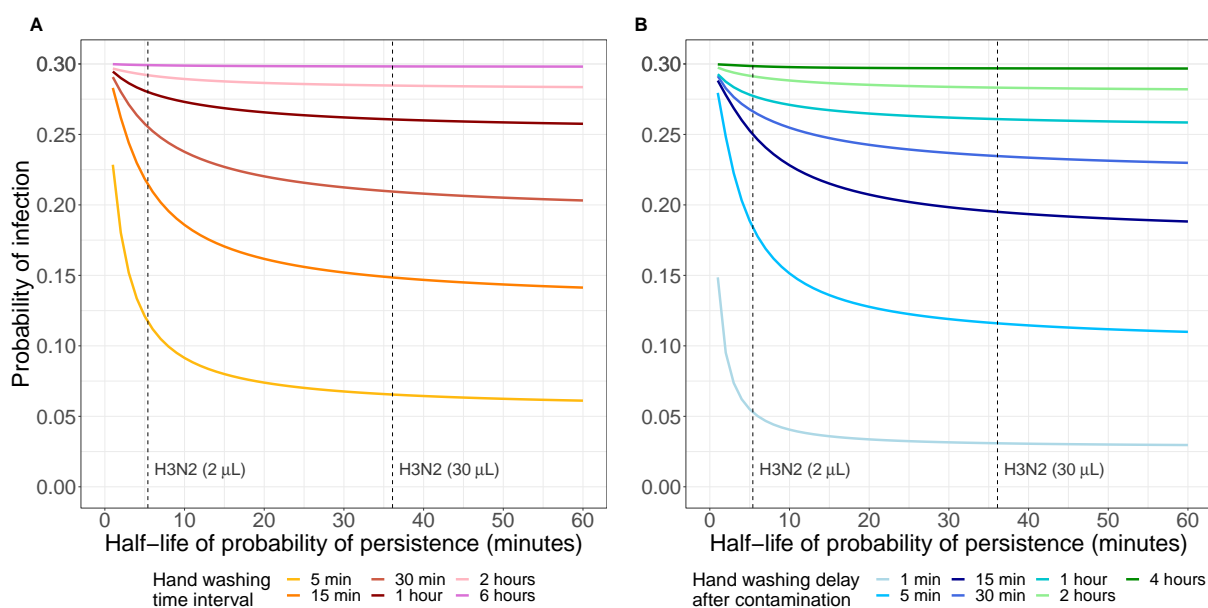 A
Probability of infection
0.30
0.25
0.20
0.15
0.10
0.05
0.00
H3N2 (2 μL)
H3N2 (30 μL)
0 10 20 30 40 50 60
Half−life of probability of persistence (minutes)
Hand washing
time interval
5 min 30 min 2 hours
15 min 1 hour 6 hours
B
0.30
0.25
0.20
0.15
0.10
0.05
0.00
H3N2 (2 μL)
H3N2 (30 μL)
0 10 20 30 40 50 60
Half−life of probability of persistence (minutes)
Hand washing delay
after contamination
1 min 15 min 1 hour 4 hours
5 min 30 min 2 hours